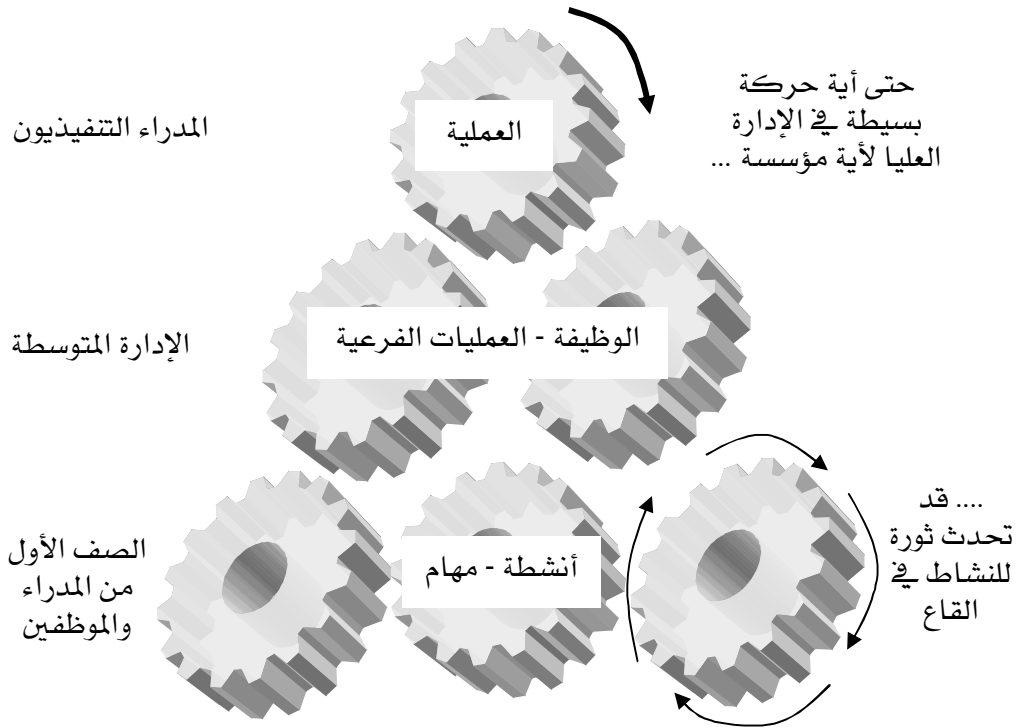 المدراء التنفيذيون
العملية
حتى أية حركة
بسيطة في الإدارة
العليا لأية مؤسسة ...
الإدارة المتوسطة
الوظيفة - العمليات الفرعية
الصف الأول
من المدراء
والموظفين
أنشطة - مهام
.... قد
تحدث ثورة
للنشاط في
القاع